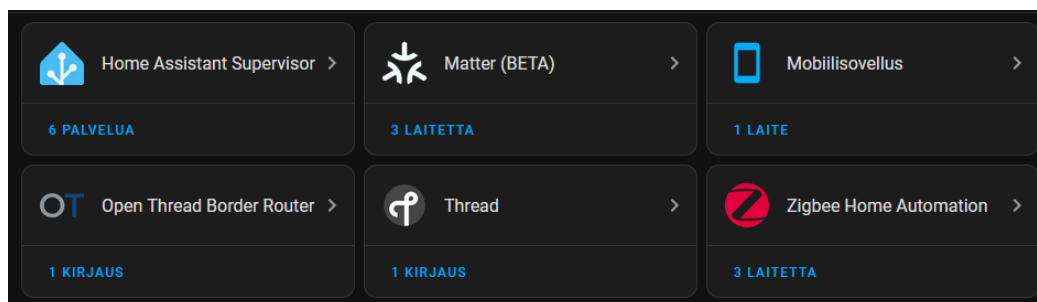 Home Assistant Supervisor
Matter (BETA)
Mobiilisovellus
6 PALVELUA
3 LAITETTA
1 LAITE
OT Open Thread Border Router
Thread
Zigbee Home Automation
1 KIRJAUS
1 KIRJAUS
3 LAITETTA